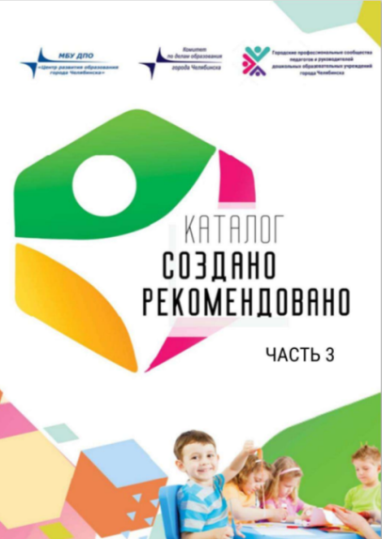 МБУ ДПО
«Центр развития образования
города Челябинска»
Комитет
по делам образования
города Челябинска
Городские профессиональные сообщества
педагогов и руководителей
дошкольных образовательных учреждений
города Челябинска
КАТАЛОГ
СОЗДАНО
РЕКОМЕНДОВАНО
ЧАСТЬ 3